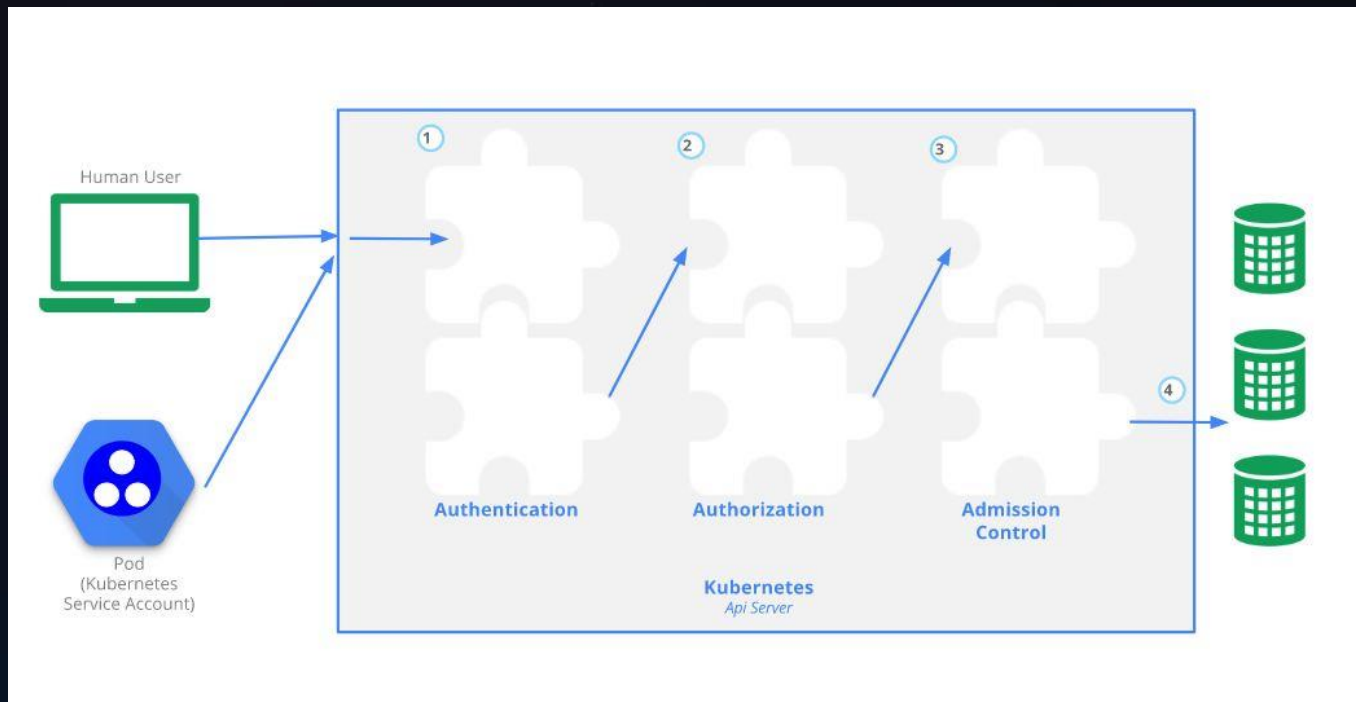 1
2
3
Human User
4
Authentication
Authorization
Admission
Control
Pod
(Kubernetes
Service Account)
Kubernetes
Api Server